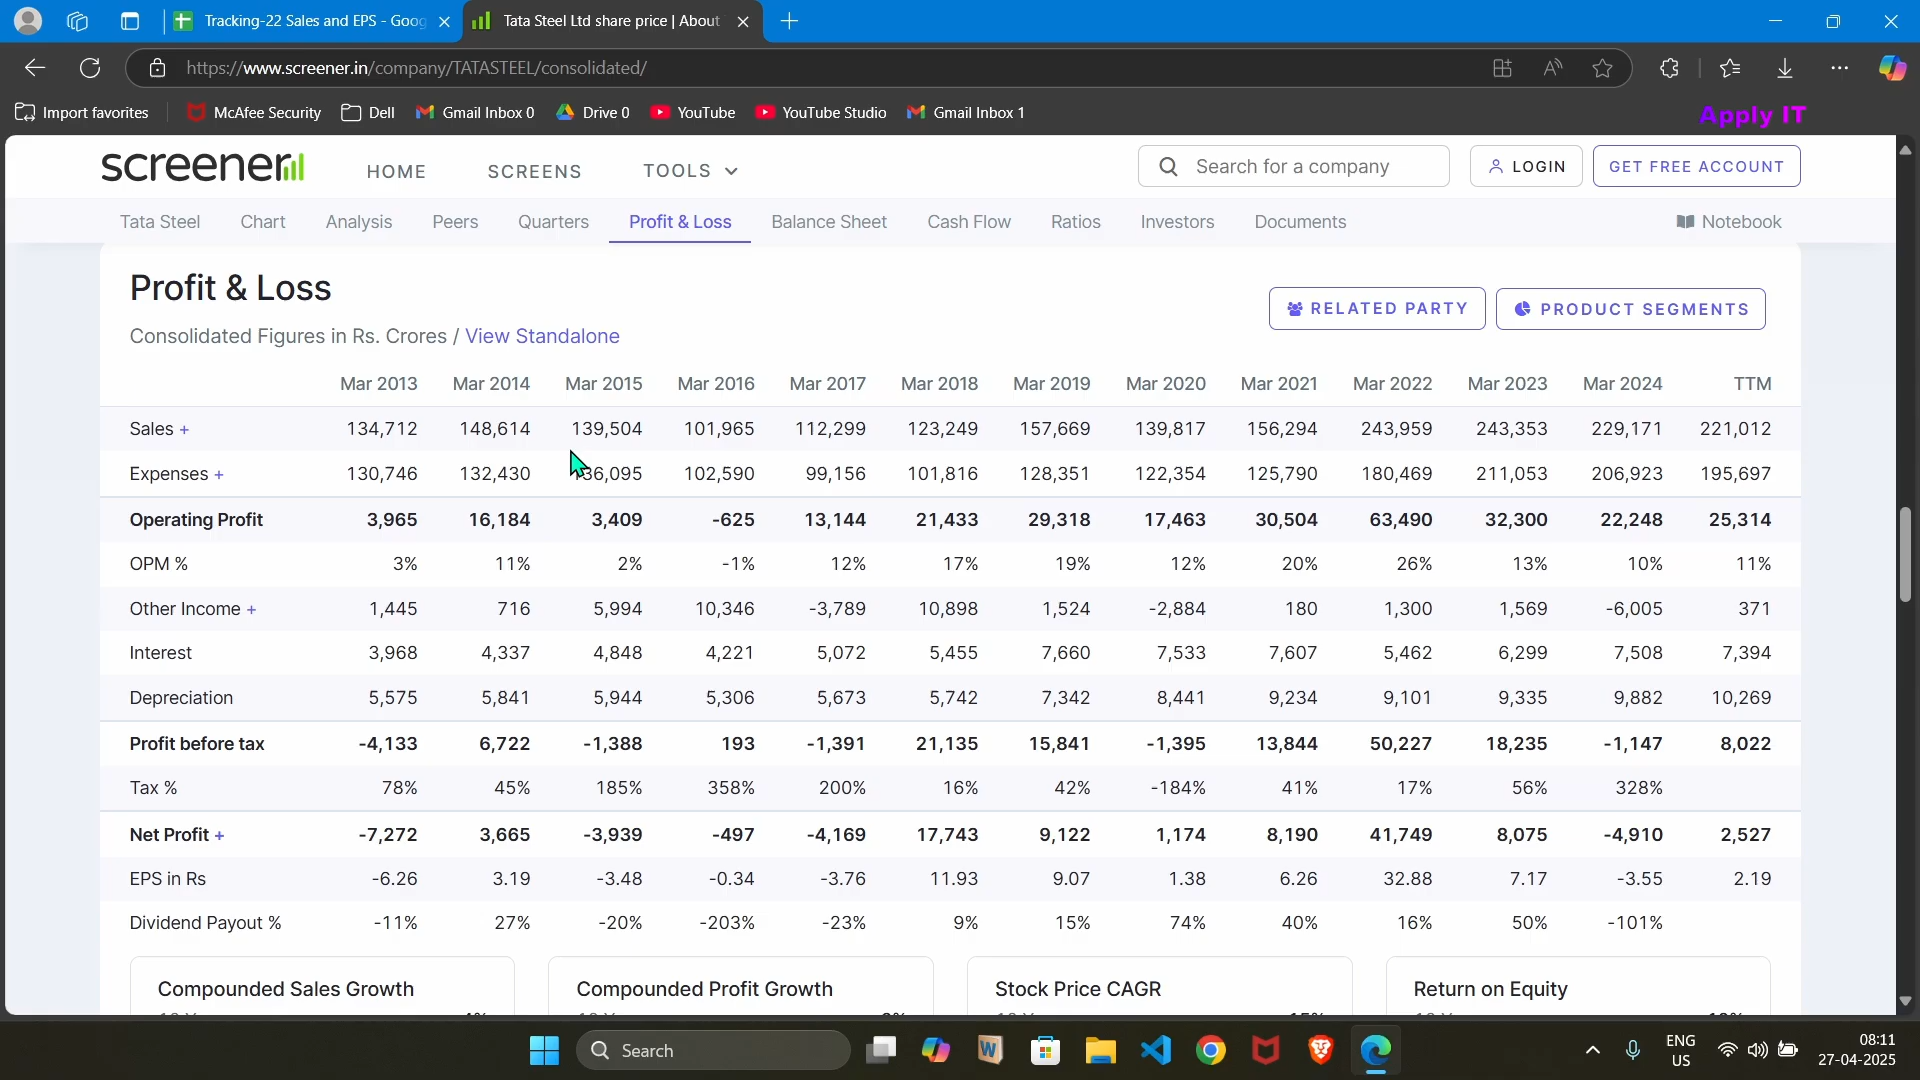 Tracking-22 Sales and EPS - Goog
Tata Steel Ltd share price | About
https://www.screener.in/company/TATASTEEL/consolidated/
Import favorites McAfee Security Dell Gmail Inbox 0 Drive 0 YouTube YouTube Studio Gmail Inbox 1
Apply IT
screener HOME SCREENS TOOLS Search for a company LOGIN GET FREE ACCOUNT
Tata Steel Chart Analysis Peers Quarters Profit & Loss Balance Sheet Cash Flow Ratios Investors Documents Notebook
Profit & Loss
RELATED PARTY PRODUCT SEGMENTS
Consolidated Figures in Rs. Crores / View Standalone
Mar 2013 Mar 2014 Mar 2015 Mar 2016 Mar 2017 Mar 2018 Mar 2019 Mar 2020 Mar 2021 Mar 2022 Mar 2023 Mar 2024 TTM
Sales + 134,712 148,614 139,504 101,965 112,299 123,249 157,669 139,817 156,294 243,959 243,353 229,171 221,012
Expenses + 130,746 132,430 136,095 102,590 99,156 101,816 128,351 122,354 125,790 180,469 211,053 206,923 195,697
Operating Profit 3,965 16,184 3,409 -625 13,144 21,433 29,318 17,463 30,504 63,490 32,300 22,248 25,314
OPM % 3% 11% 2% -1% 12% 17% 19% 12% 20% 26% 13% 10% 11%
Other Income + 1,445 716 5,994 10,346 -3,789 10,898 1,524 -2,884 180 1,300 1,569 -6,005 371
Interest 3,968 4,337 4,848 4,221 5,072 5,455 7,660 7,533 7,607 5,462 6,299 7,508 7,394
Depreciation 5,575 5,841 5,944 5,306 5,673 5,742 7,342 8,441 9,234 9,101 9,335 9,882 10,269
Profit before tax -4,133 6,722 -1,388 193 -1,391 21,135 15,841 -1,395 13,844 50,227 18,235 -1,147 8,022
Tax % 78% 45% 185% 358% 200% 16% 42% -184% 41% 17% 56% 328%
Net Profit + -7,272 3,665 -3,939 -497 -4,169 17,743 9,122 1,174 8,190 41,749 8,075 -4,910 2,527
EPS in Rs -6.26 3.19 -3.48 -0.34 -3.76 11.93 9.07 1.38 6.26 32.88 7.17 -3.55 2.19
Dividend Payout % -11% 27% -20% -203% -23% 9% 15% 74% 40% 16% 50% -101%
Compounded Sales Growth Compounded Profit Growth Stock Price CAGR Return on Equity
Search
ENG
US
08:11
27-04-2025